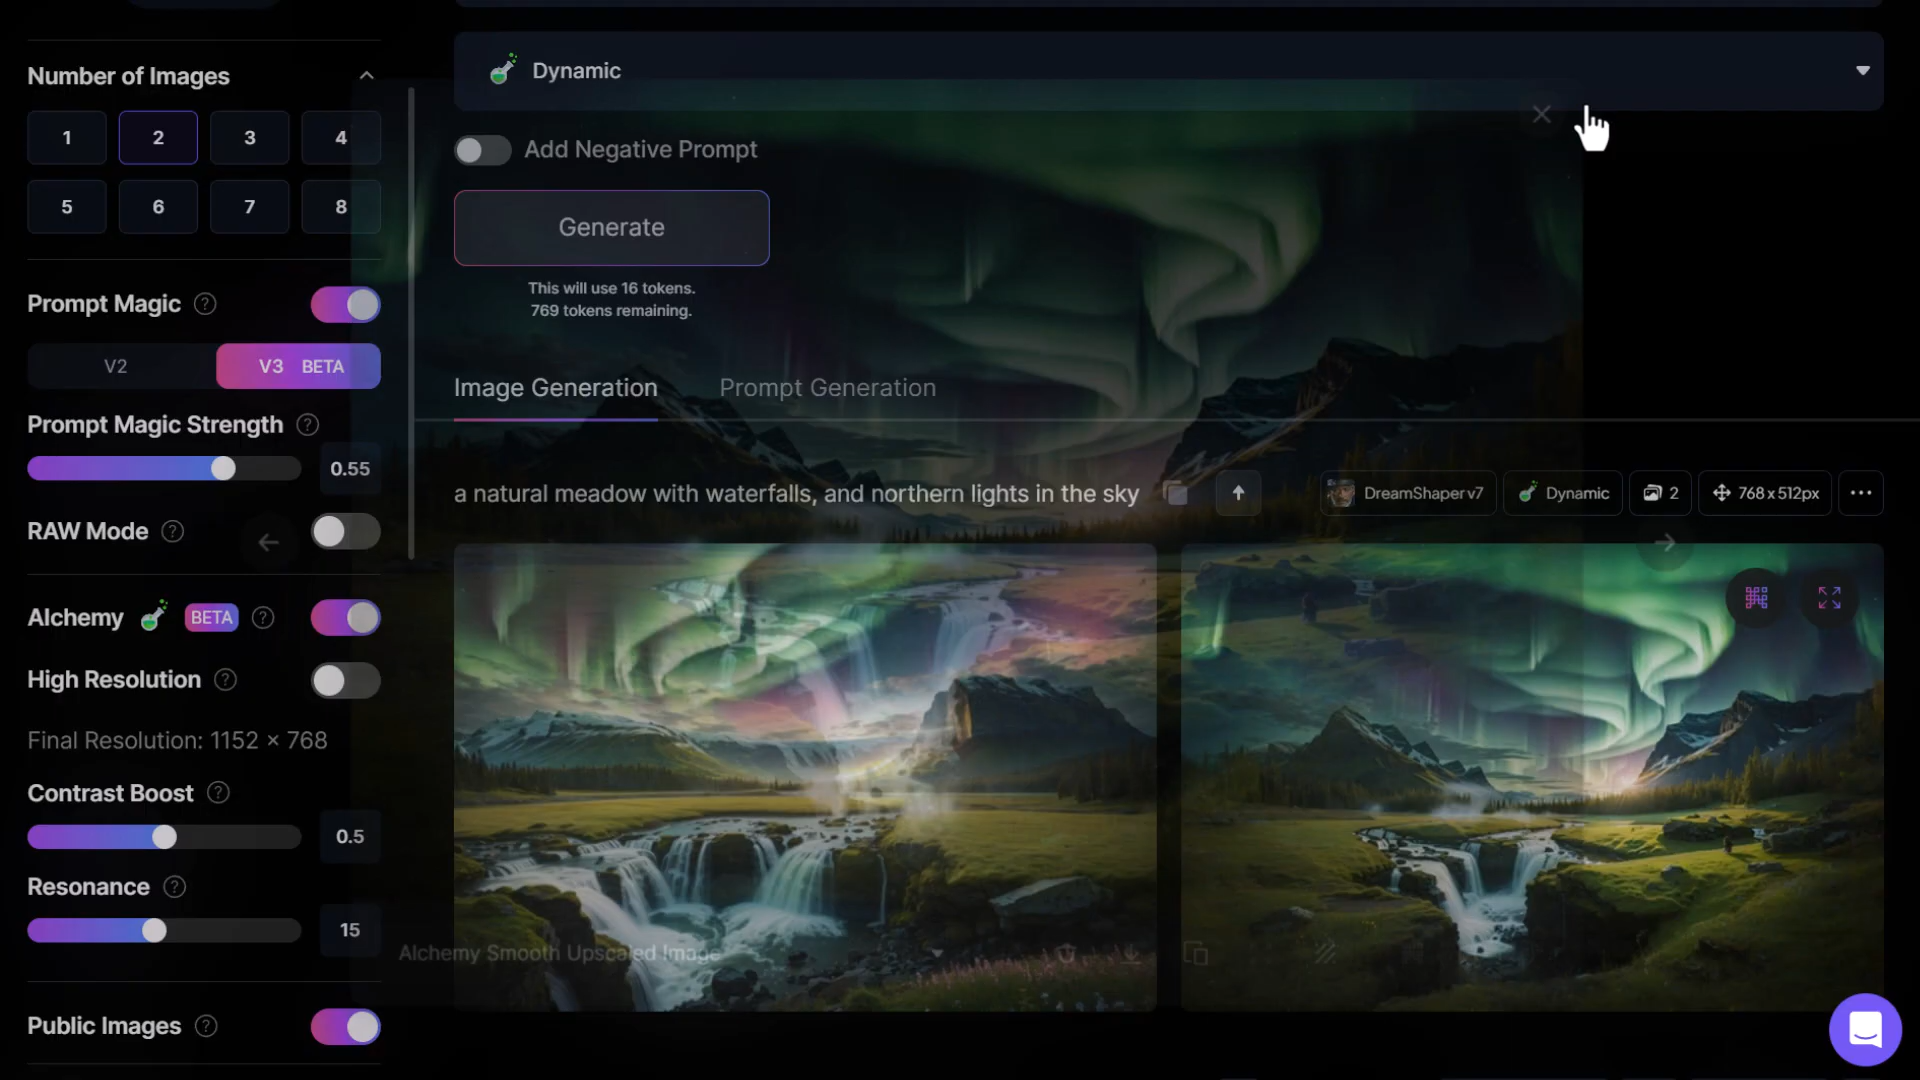 Number of Images
1 2 3 4
5 6 7 8
Prompt Magic
V2 V3 BETA
Prompt Magic Strength
0.55
RAW Mode
Alchemy BETA
High Resolution
Final Resolution: 1152 × 768
Contrast Boost
0.5
Resonance
15
Public Images
Dynamic
Add Negative Prompt
Generate
This will use 16 tokens.
769 tokens remaining.
Image Generation Prompt Generation
a natural meadow with waterfalls, and northern lights in the sky
DreamShaper v7 Dynamic 2 768 x 512px
Alchemy Smooth Upscaled Image